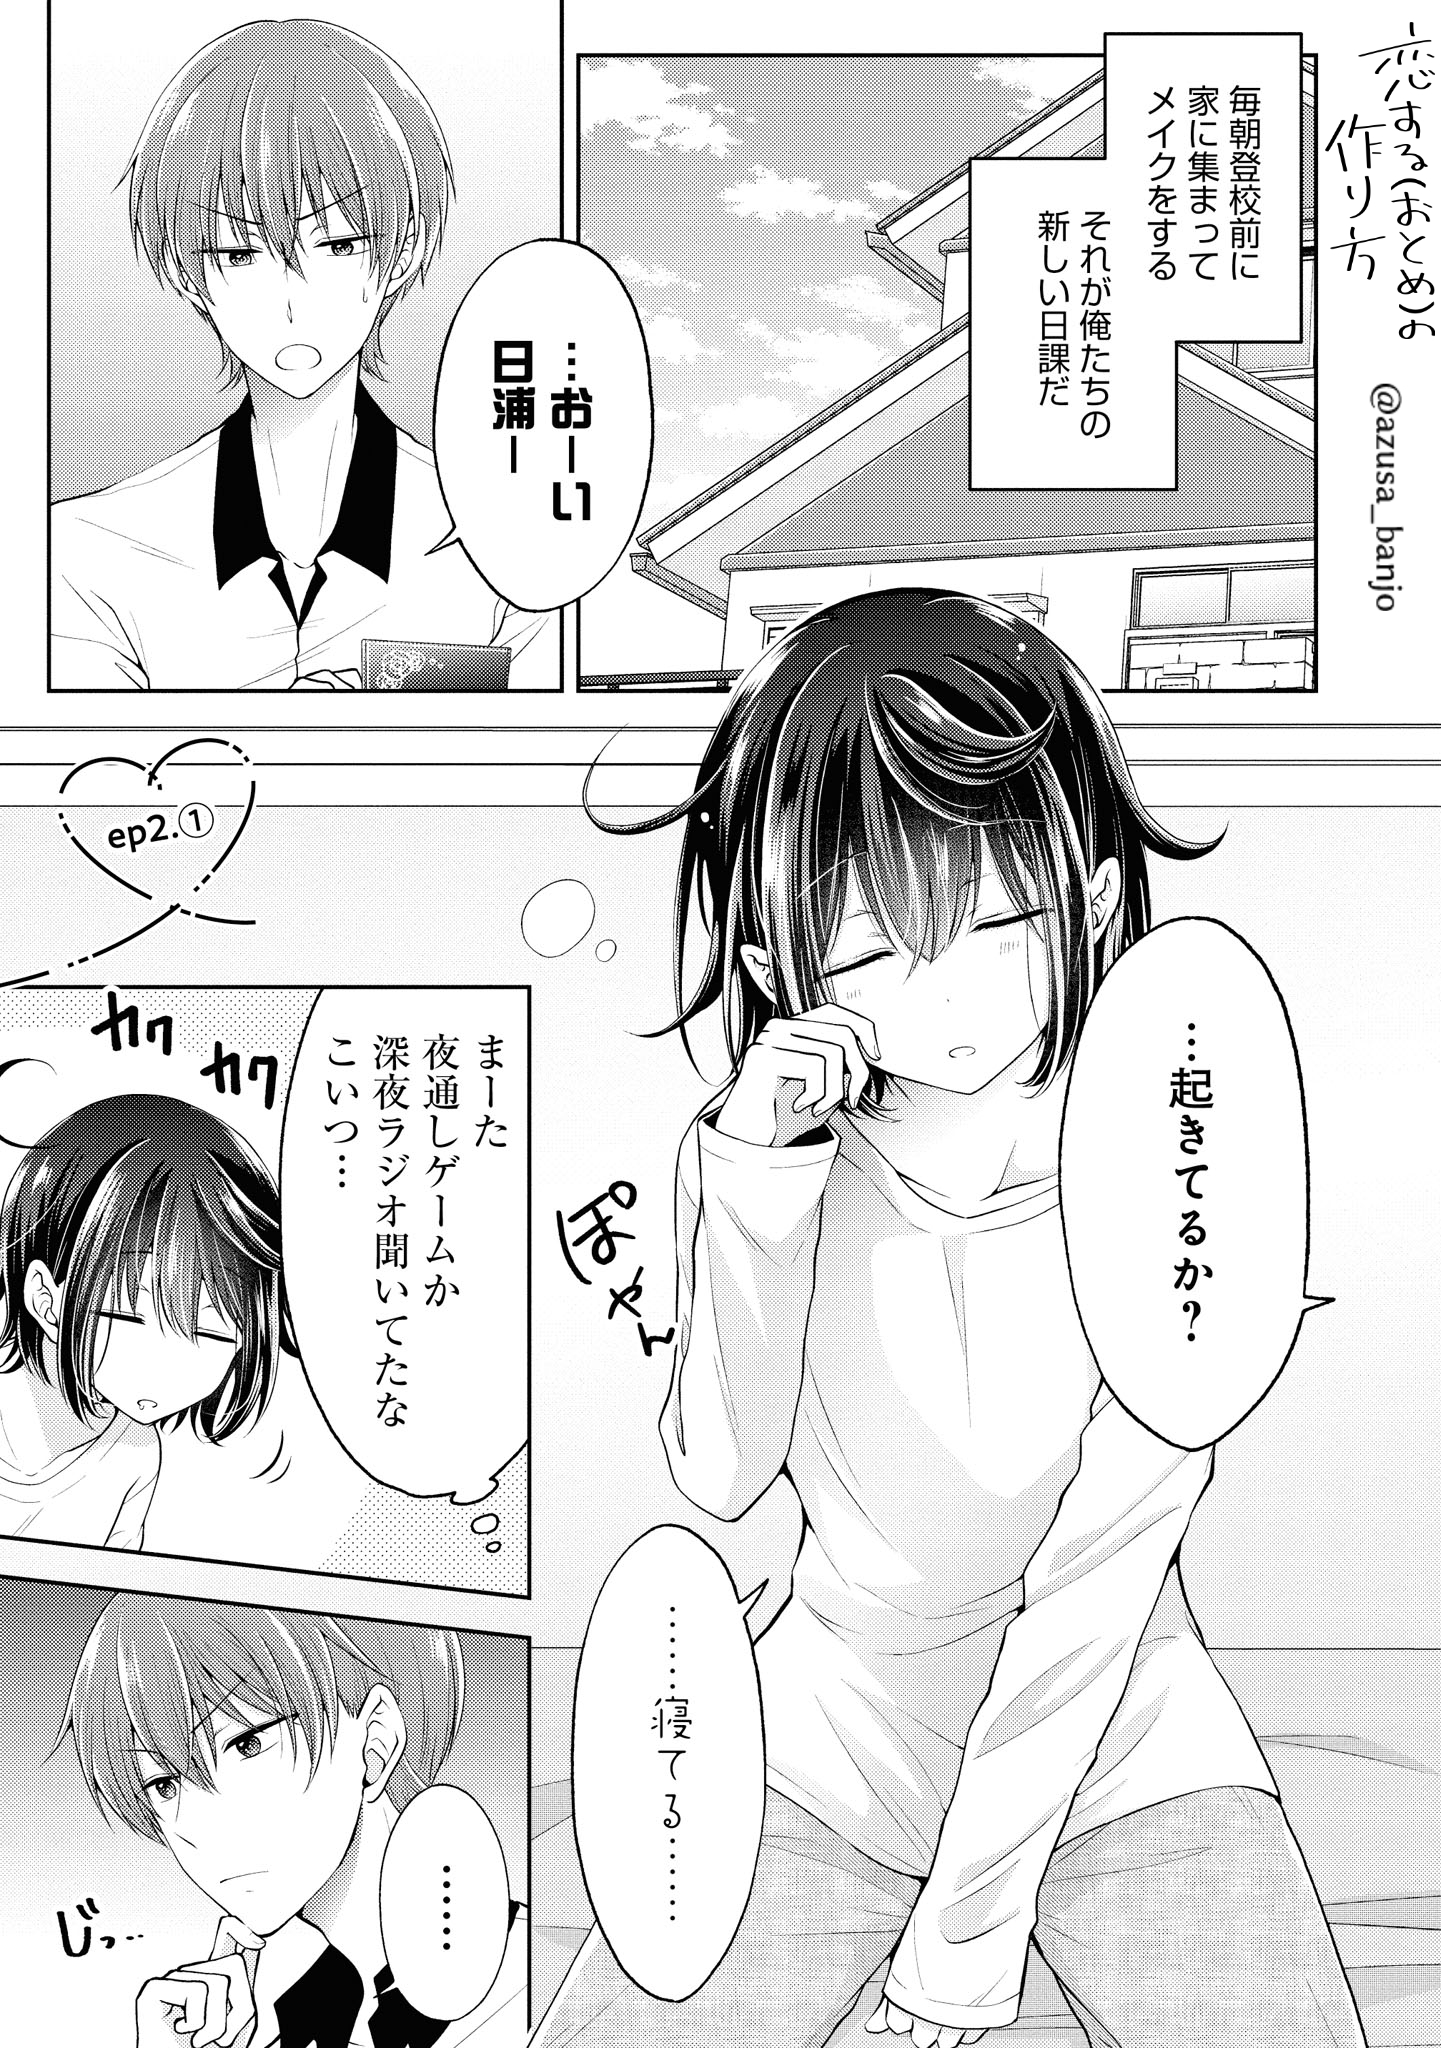 恋する(おとめ)の
作り方
@azusa_banjo
毎朝登校前に
家に集まって
メイクをする
それが俺たちの
新しい日課だ
…おーい
日浦ー
ep2.①
…起きてるか?
ぽやん
………寝てる………
まーた
夜通しゲームか
深夜ラジオ聞いてたな
こいつ…
カク
カク
………
じっ…